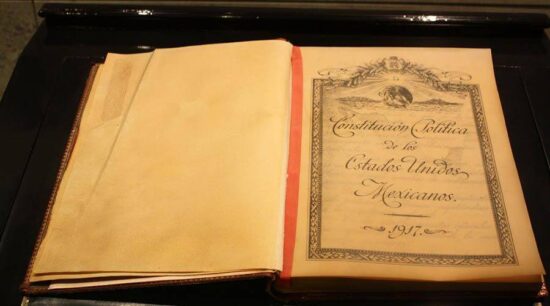 Constitución Política
de los
Estados Unidos
Mexicanos.
1917.